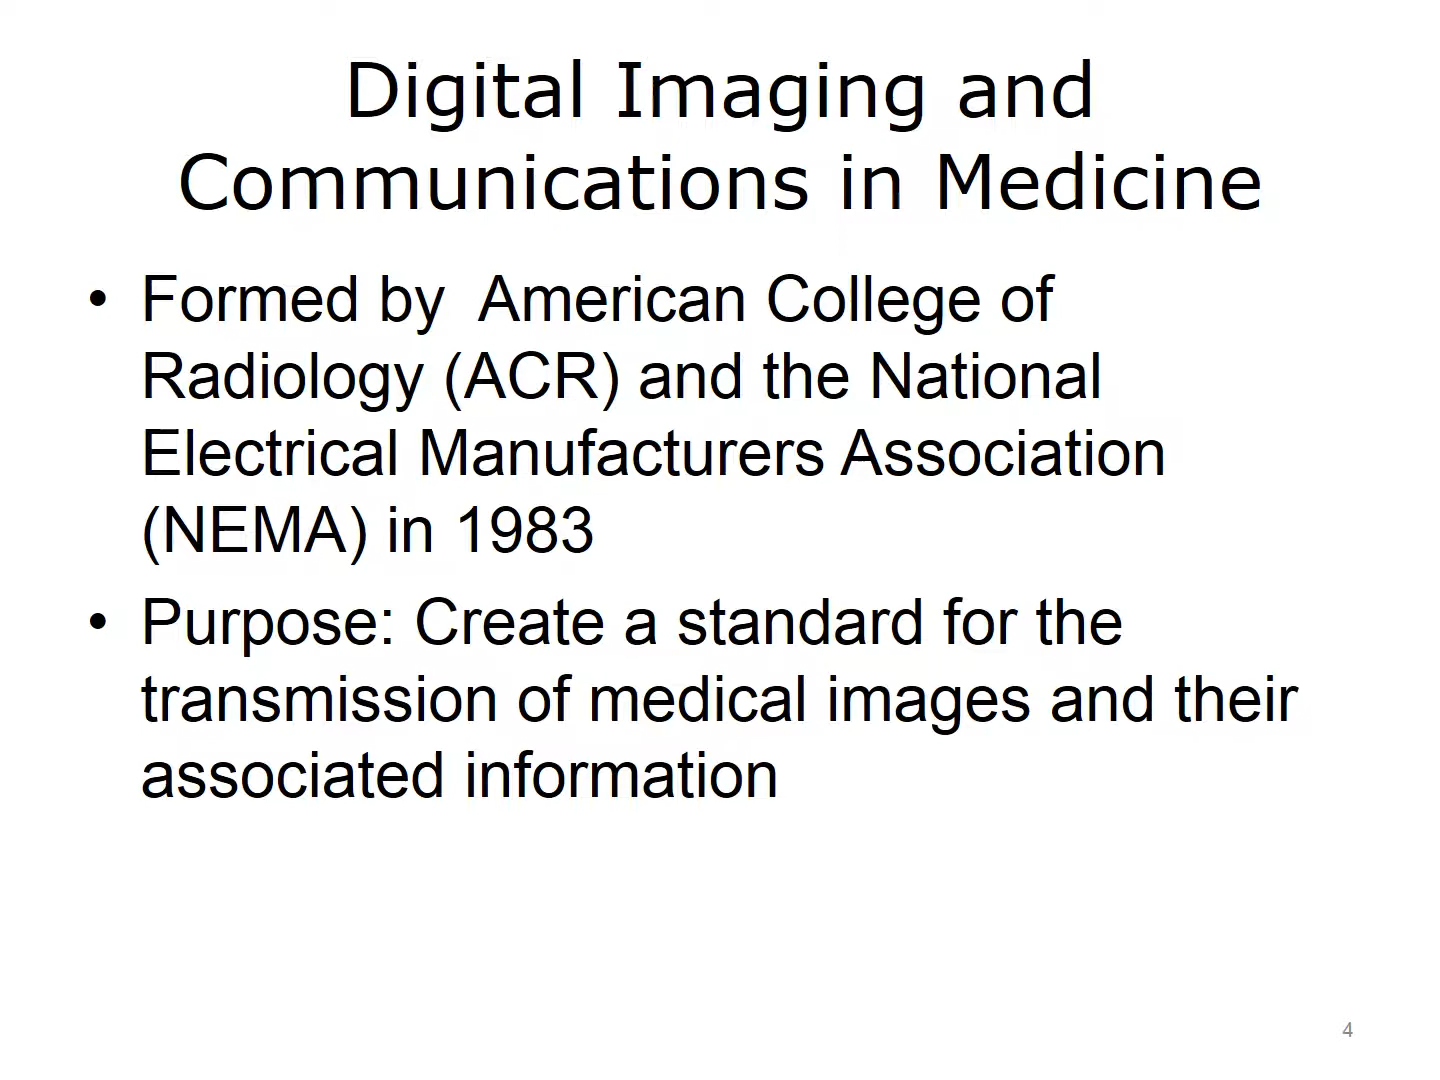 Digital Imaging and
Communications in Medicine
• Formed by  American College of
Radiology (ACR) and the National
Electrical Manufacturers Association
(NEMA) in 1983
• Purpose: Create a standard for the
transmission of medical images and their
associated information
4